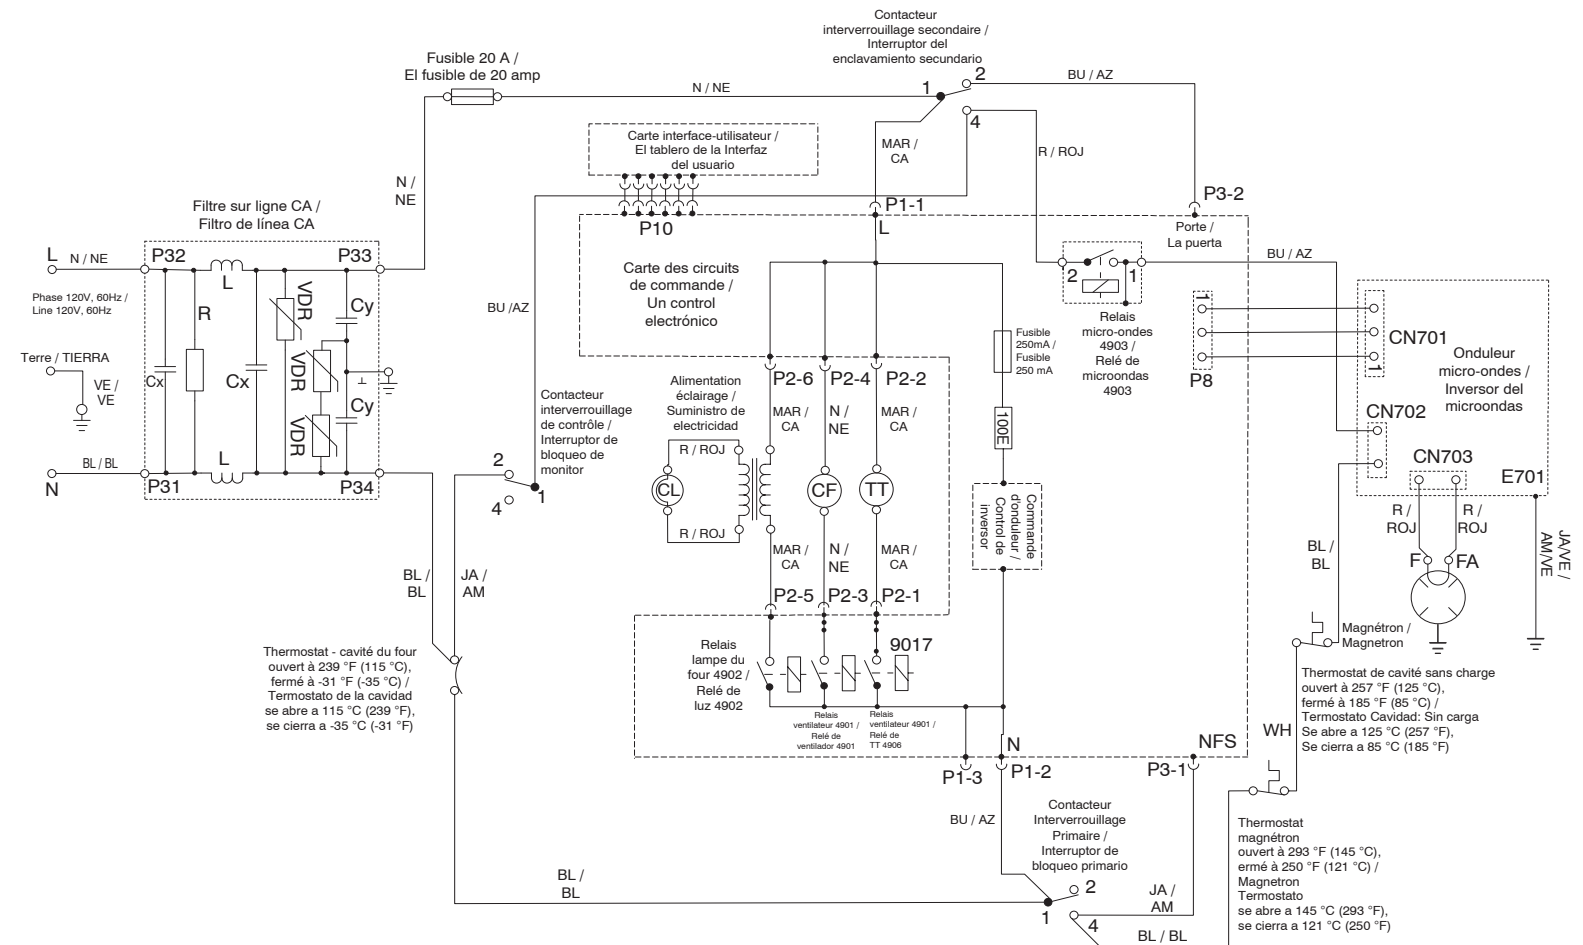 Contacteur
interverrouillage secondaire /
Interruptor del
enclavamiento secundario
Fusible 20 A /
El fusible de 20 amp
N / NE
1
2
4
BU / AZ
MAR /
CA
R / ROJ
Carte interface-utilisateur /
El tablero de la Interfaz
del usuario
N /
NE
Filtre sur ligne CA /
Filtro de línea CA
P10
P1-1
L
P3-2
Porte /
La puerta
L
N / NE
P32
P33
L
Phase 120V, 60Hz /
Line 120V, 60Hz
R
VDR
Cy
Carte des circuits
de commande /
Un control
electrónico
BU /AZ
2
1
BU / AZ
Relais
micro-ondes
4903 /
Relé de
microondas
4903
1
P8
Fusible
250mA /
Fusible
250 mA
CN701
1
Onduleur
micro-ondes /
Inversor del
microondas
Terre / TIERRA
VE /
VE
Cx
Cx
VDR
Cy
VDR
L
BL / BL
N
P31
P34
Contacteur
interverrouillage
de contrôle /
Interruptor de
bloqueo de
monitor
2
4
1
Alimentation
éclairage /
Suministro de
electricidad
P2-6
P2-4
P2-2
MAR /
CA
N /
NE
MAR /
CA
R / ROJ
CL
CF
TT
R / ROJ
MAR /
CA
N /
NE
MAR /
CA
P2-5
P2-3
P2-1
100E
Commande
d'onduleur /
Control de
inversor
CN702
CN703
E701
R /
ROJ
R /
ROJ
BL /
BL
JA/VE /
AM/VE
F
FA
Magnétron /
Magnetron
BL /
BL
JA /
AM
Thermostat - cavité du four
ouvert à 239 °F (115 °C),
fermé à -31 °F (-35 °C) /
Termostato de la cavidad
se abre a 115 °C (239 °F),
se cierra a -35 °C (-31 °F)
Relais
lampe du
four 4902 /
Relé de
luz 4902
9017
Relais
ventilateur 4901 /
Relé de
ventilador 4901
Relais
ventilateur 4901 /
Relé de
TT 4906
N
NFS
P1-3
P1-2
P3-1
Thermostat de cavité sans charge
ouvert à 257 °F (125 °C),
fermé à 185 °F (85 °C) /
Termostato Cavidad: Sin carga
Se abre a 125 °C (257 °F),
Se cierra a 85 °C (185 °F)
WH
BU / AZ
Contacteur
Interverrouillage
Primaire /
Interruptor de
bloqueo primario
Thermostat
magnétron
ouvert à 293 °F (145 °C),
ermé à 250 °F (121 °C) /
Magnetron
Termostato
se abre a 145 °C (293 °F),
se cierra a 121 °C (250 °F)
BL /
BL
1
2
4
JA /
AM
BL / BL